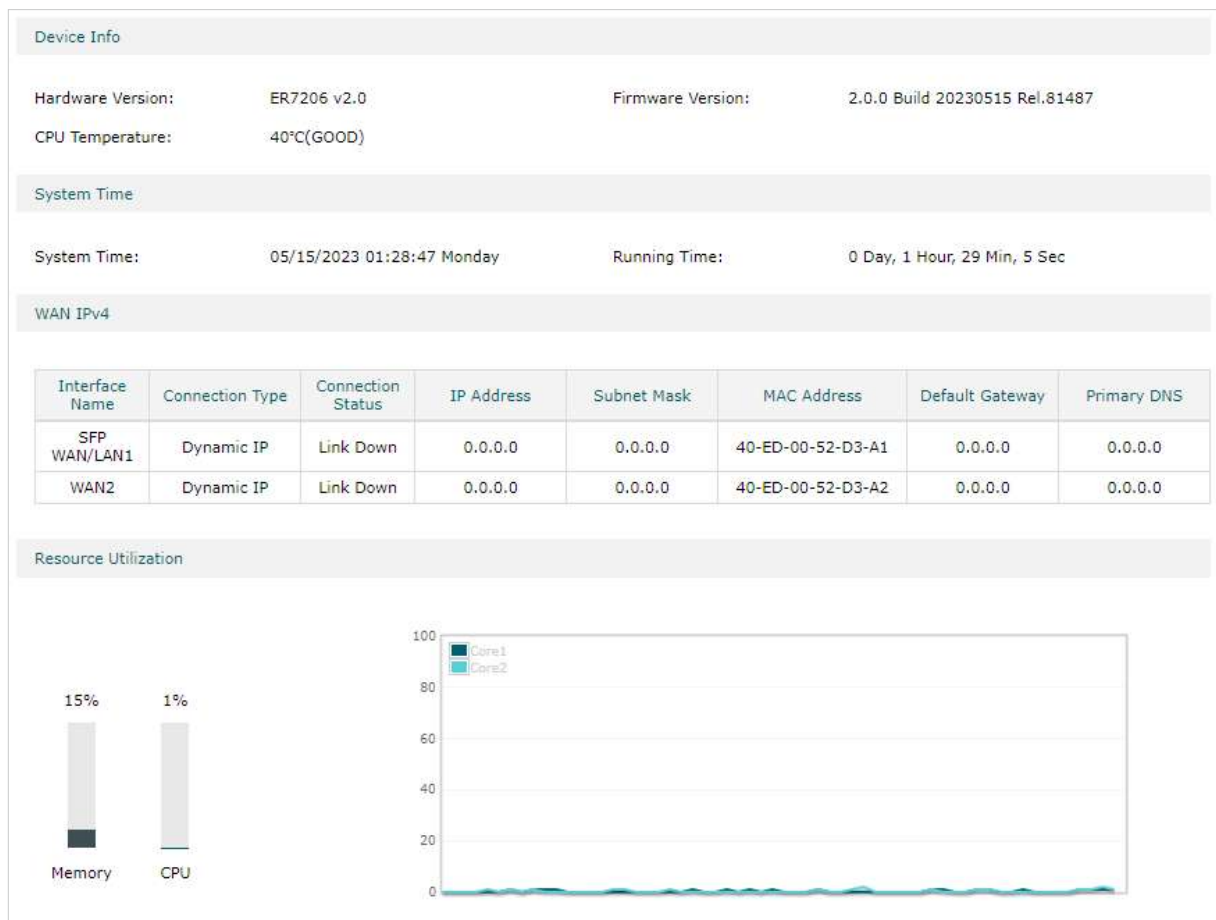 Device Info
Hardware Version: ER7206 v2.0 Firmware Version: 2.0.0 Build 20230515 Rel.81487
CPU Temperature: 40°C(GOOD)
System Time
System Time: 05/15/2023 01:28:47 Monday Running Time: 0 Day, 1 Hour, 29 Min, 5 Sec
WAN IPv4
Interface Name Connection Type Connection Status IP Address Subnet Mask MAC Address Default Gateway Primary DNS
SFP WAN/LAN1 Dynamic IP Link Down 0.0.0.0 0.0.0.0 40-ED-00-52-D3-A1 0.0.0.0 0.0.0.0
WAN2 Dynamic IP Link Down 0.0.0.0 0.0.0.0 40-ED-00-52-D3-A2 0.0.0.0 0.0.0.0
Resource Utilization
15% 1%
Memory CPU
100
Core1
Core2
80
60
40
20
0